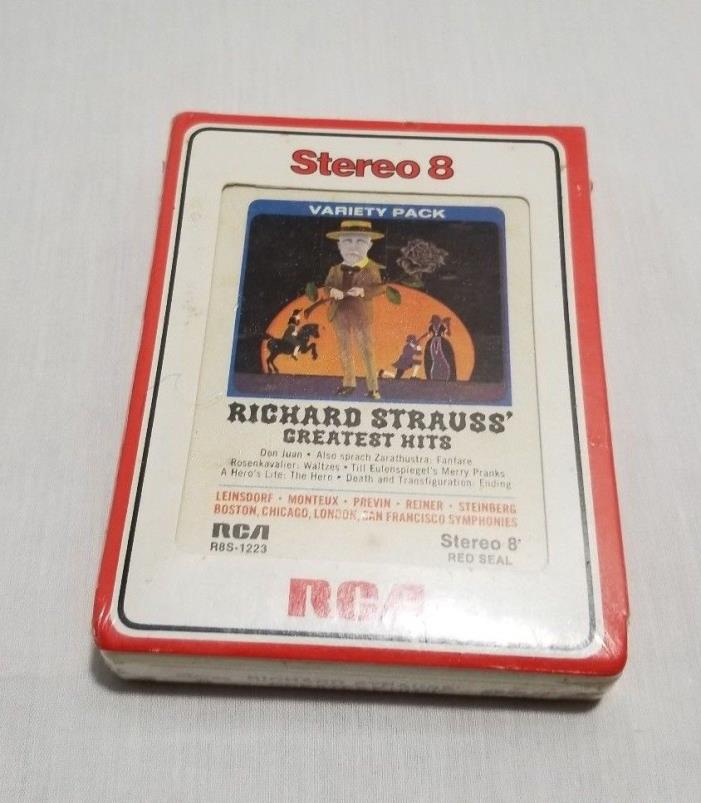 Stereo 8
VARIETY PACK
RICHARD STRAUSS'
GREATEST HITS
Don Juan • Also sprach Zarathustra: Fanfare
Rosenkavalier: Waltzes • Till Eulenspiegel's Merry Pranks
A Hero's Life: The Hero • Death and Transfiguration: Ending
LEINSDORF • MONTEUX • PREVIN • REINER • STEINBERG
BOSTON, CHICAGO, LONDON, SAN FRANCISCO SYMPHONIES
RCA
R8S-1223
Stereo 8
RED SEAL
RCA
RICHARD STRAUSS